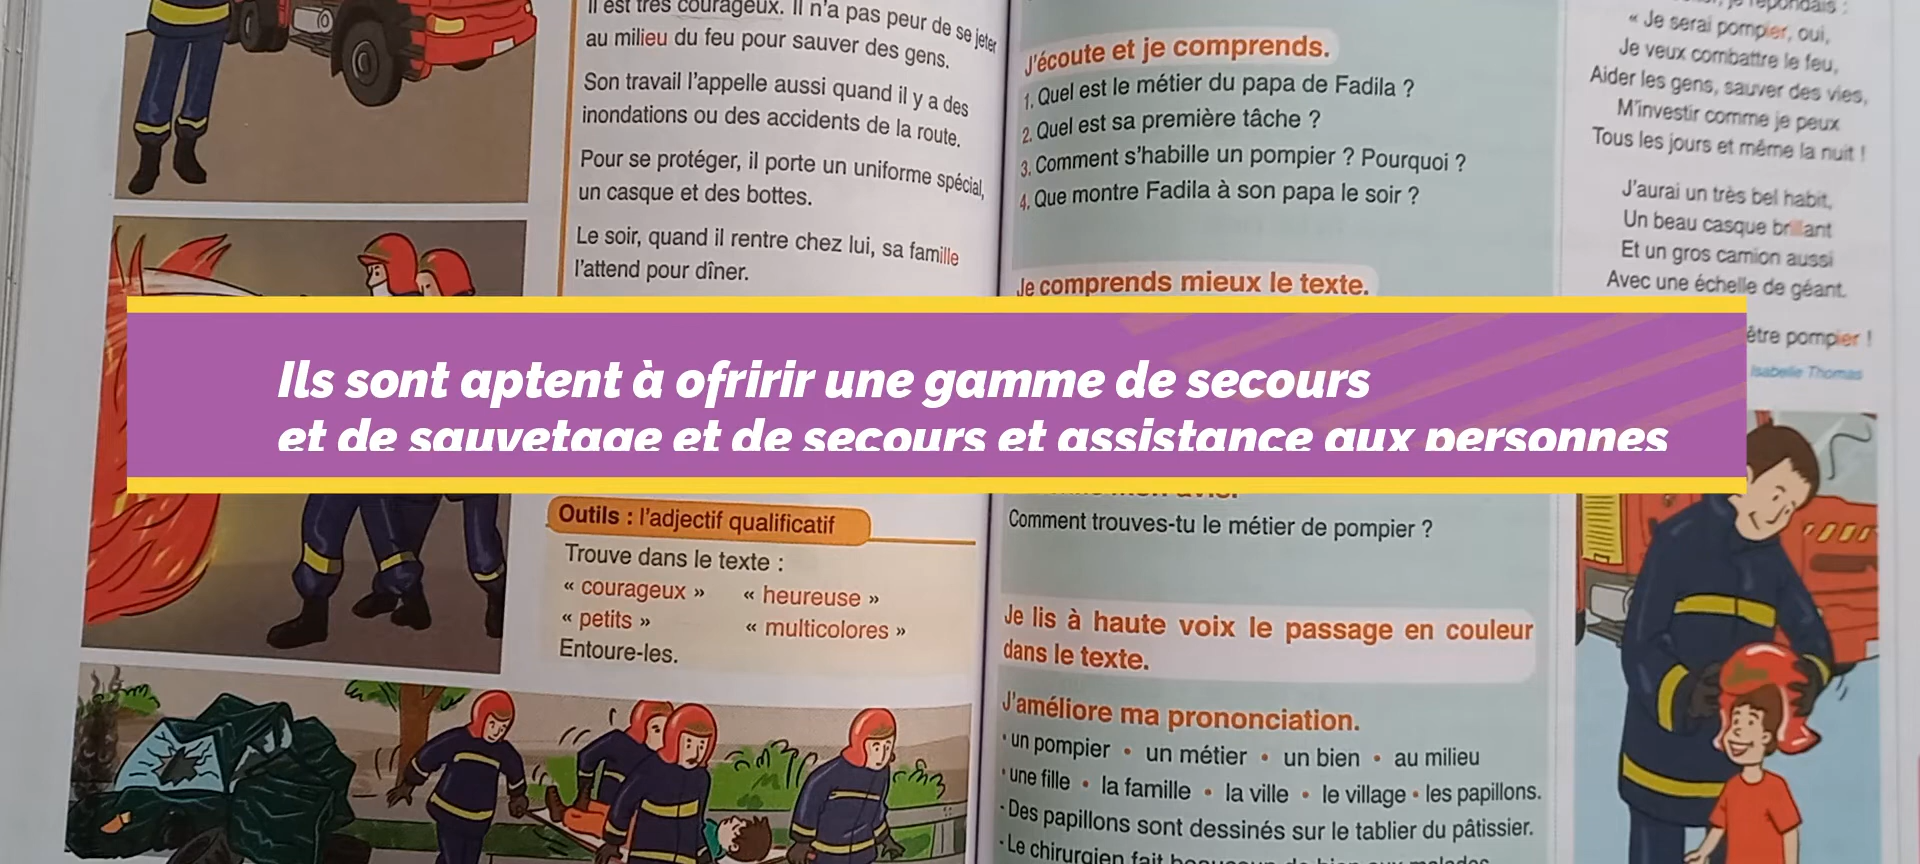 Il est très courageux. Il n'a pas peur de se jeter
au milieu du feu pour sauver des gens.
Son travail l'appelle aussi quand il y a des
inondations ou des accidents de la route.
Pour se protéger, il porte un uniforme spécial,
un casque et des bottes.
Le soir, quand il rentre chez lui, sa famille
l'attend pour dîner.
Ils sont aptent à ofririr une gamme de secours
et de sauvetage et de secours et assistance aux personnes
Outils : l'adjectif qualificatif
Trouve dans le texte :
« courageux » « heureuse »
« petits » « multicolores »
Entoure-les.
J'écoute et je comprends.
1. Quel est le métier du papa de Fadila ?
2. Quel est sa première tâche ?
3. Comment s'habille un pompier ? Pourquoi ?
4. Que montre Fadila à son papa le soir ?
Je comprends mieux le texte.
Comment trouves-tu le métier de pompier ?
Je lis à haute voix le passage en couleur
dans le texte.
J'améliore ma prononciation.
• un pompier • un métier • un bien • au milieu
• une fille • la famille • la ville • le village • les papillons.
- Des papillons sont dessinés sur le tablier du pâtissier.
- Le chirurgien fait beaucoup de bien aux malades
je répondais :
« Je serai pompier, oui,
Je veux combattre le feu,
Aider les gens, sauver des vies,
M'investir comme je peux
Tous les jours et même la nuit !
J'aurai un très bel habit,
Un beau casque brillant
Et un gros camion aussi
Avec une échelle de géant.
être pompier !
Isabelle Thomas